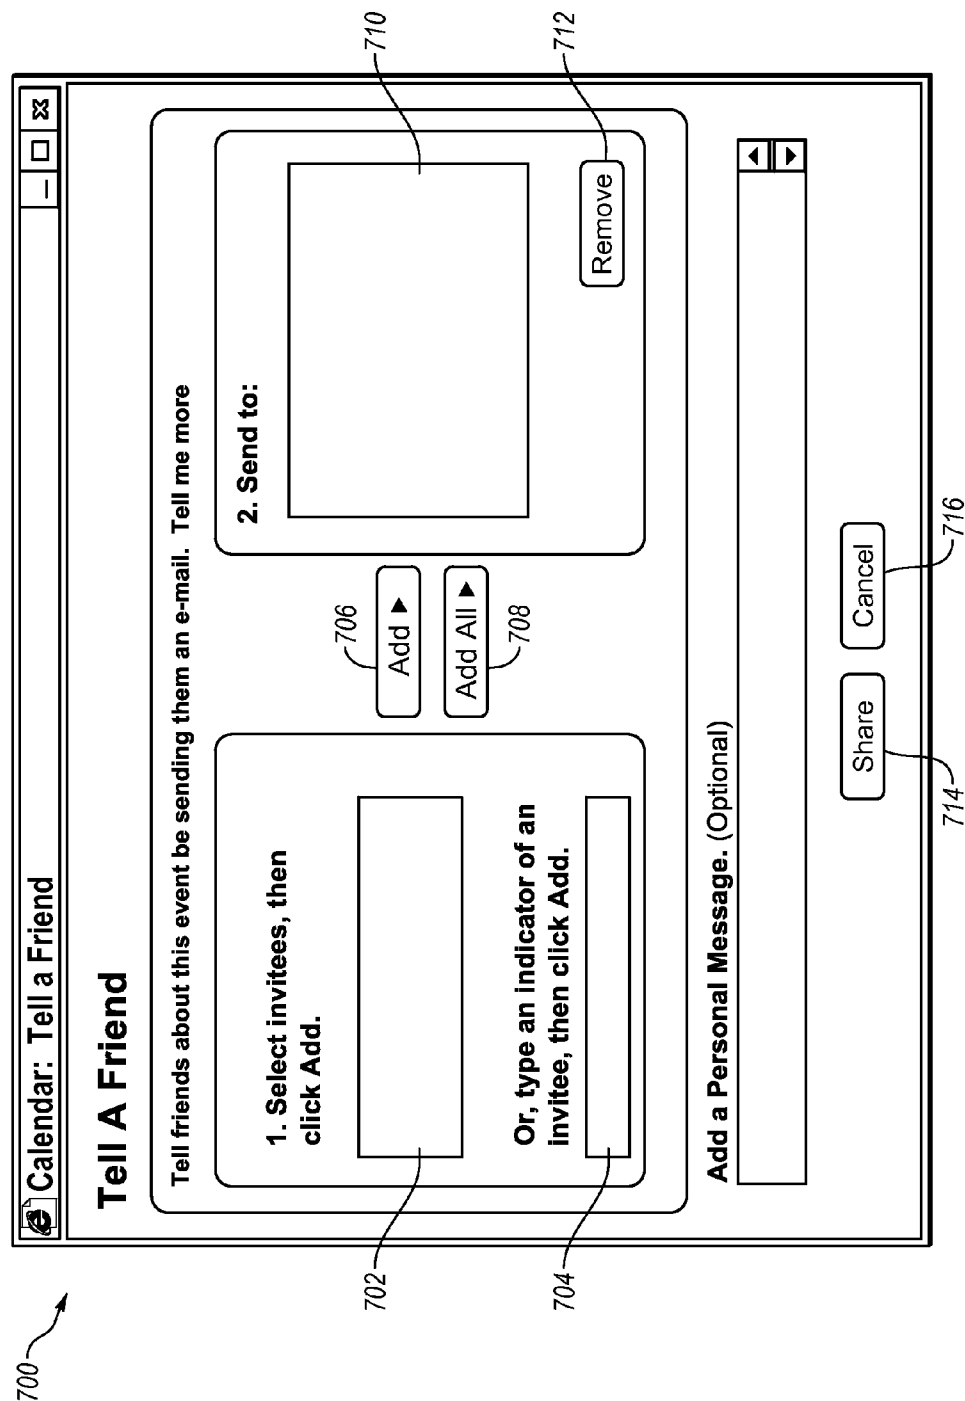 700
Calendar: Tell a Friend
Tell A Friend
Tell friends about this event be sending them an e-mail. Tell me more
1. Select invitees, then
click Add.
702
Or, type an indicator of an
invitee, then click Add.
704
706
Add ▶
Add All ▶
708
2. Send to:
710
Remove
712
Add a Personal Message. (Optional)
Share
714
Cancel
716